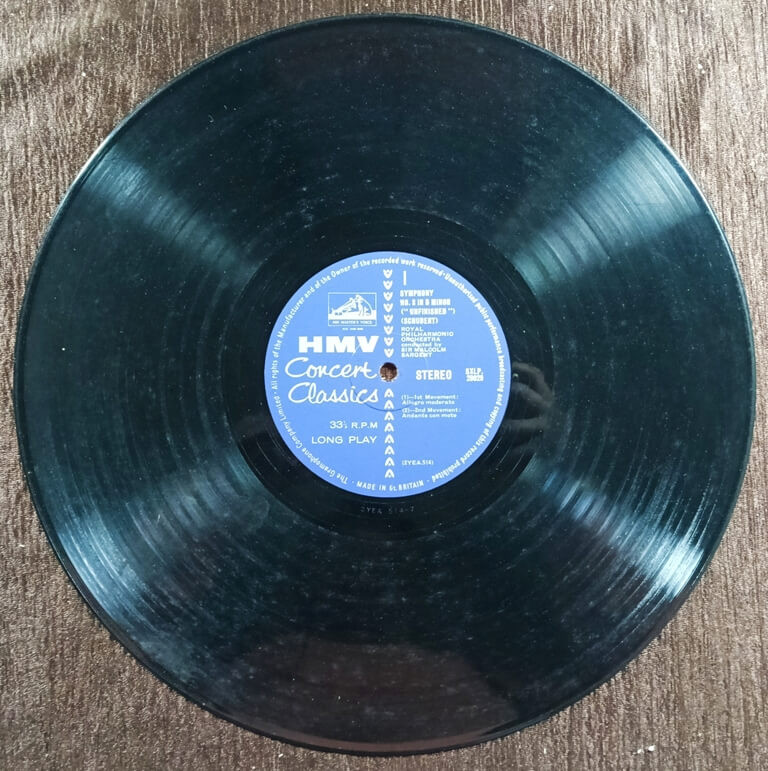 The Gramophone Company Limited · All rights of the Manufacturer and of the Owner of the recorded work reserved · Unauthorised public performance broadcasting and copying of this record prohibited ·
HIS MASTER'S VOICE
HMV
Concert
Classics
33⅓ R.P.M
LONG PLAY
1
SYMPHONY
NO. 8 IN B MINOR
("UNFINISHED")
(SCHUBERT)
ROYAL
PHILHARMONIC
ORCHESTRA
conducted by
SIR MALCOLM
SARGENT
STEREO
SXLP.
20029
(1)—1st Movement:
Allegro moderato
(2)—2nd Movement:
Andante con moto
(2YEA.514)
MADE IN Gt. BRITAIN
2YEA 514-7